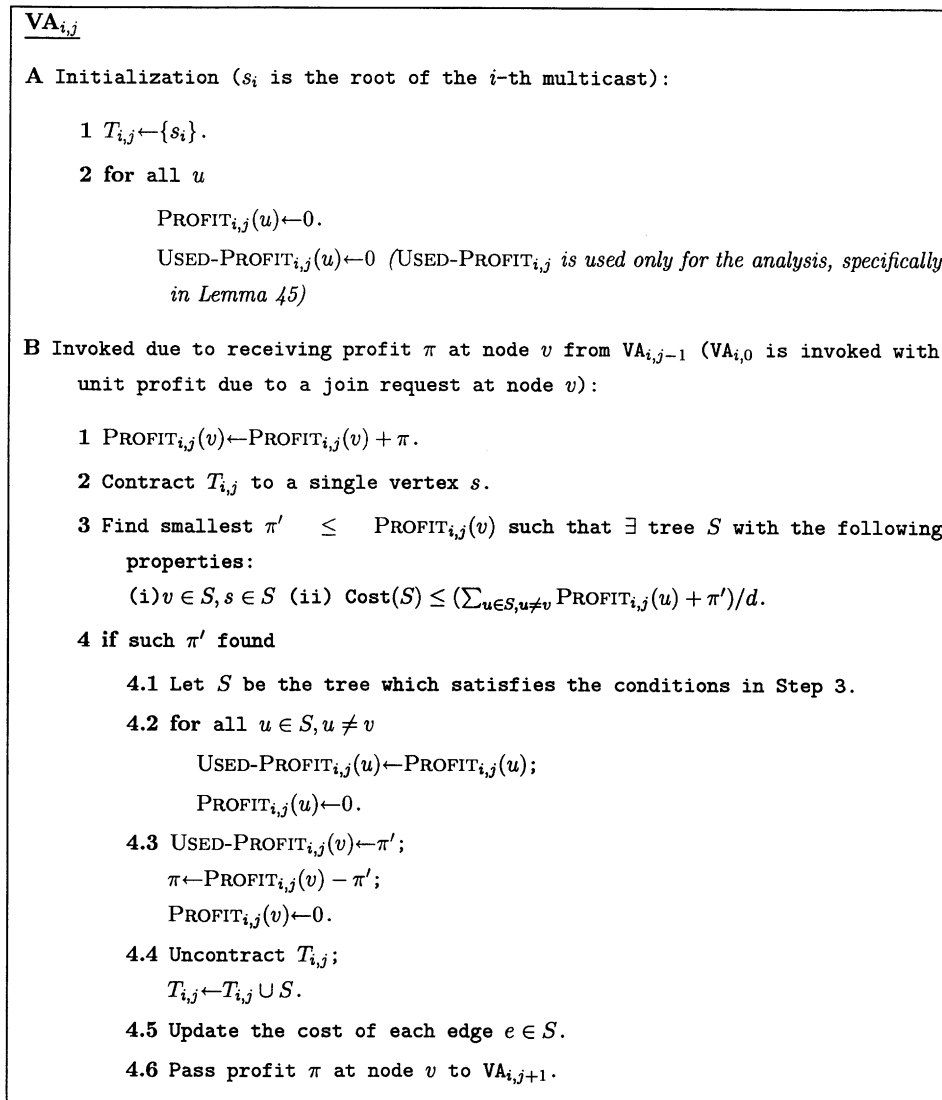 VA_{i,j}
A Initialization (s_i is the root of the i-th multicast):
1 T_{i,j}←{s_i}.
2 for all u
PROFIT_{i,j}(u)←0.
USED-PROFIT_{i,j}(u)←0 (USED-PROFIT_{i,j} is used only for the analysis, specifically
in Lemma 45)
B Invoked due to receiving profit π at node v from VA_{i,j−1} (VA_{i,0} is invoked with
unit profit due to a join request at node v):
1 PROFIT_{i,j}(v)←PROFIT_{i,j}(v) + π.
2 Contract T_{i,j} to a single vertex s.
3 Find smallest π′ ≤ PROFIT_{i,j}(v) such that ∃ tree S with the following
properties:
(i)v ∈ S, s ∈ S (ii) Cost(S) ≤ (∑_{u∈S,u≠v} PROFIT_{i,j}(u) + π′)/d.
4 if such π′ found
4.1 Let S be the tree which satisfies the conditions in Step 3.
4.2 for all u ∈ S, u ≠ v
USED-PROFIT_{i,j}(u)←PROFIT_{i,j}(u);
PROFIT_{i,j}(u)←0.
4.3 USED-PROFIT_{i,j}(v)←π′;
π←PROFIT_{i,j}(v) − π′;
PROFIT_{i,j}(v)←0.
4.4 Uncontract T_{i,j};
T_{i,j}←T_{i,j} ∪ S.
4.5 Update the cost of each edge e ∈ S.
4.6 Pass profit π at node v to VA_{i,j+1}.